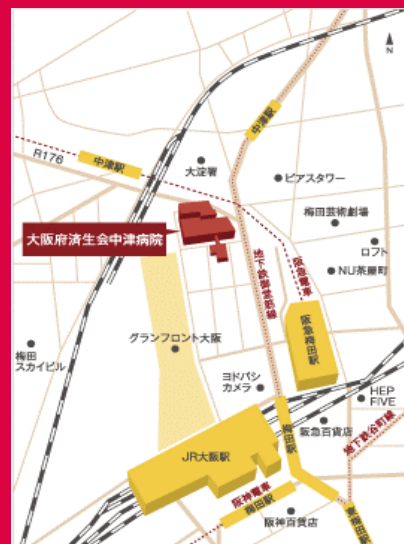 N
中津駅
R176
中津駅
大淀署
ピアスタワー
梅田芸術劇場
大阪府済生会中津病院
ロフト
NU茶屋町
地下鉄御堂筋線
阪急電車
阪急梅田駅
グランフロント大阪
梅田
スカイビル
ヨドバシ
カメラ
HEP
FIVE
梅田駅
阪急百貨店
地下鉄谷町線
JR大阪駅
阪神電車
梅田駅
阪神百貨店
東梅田駅